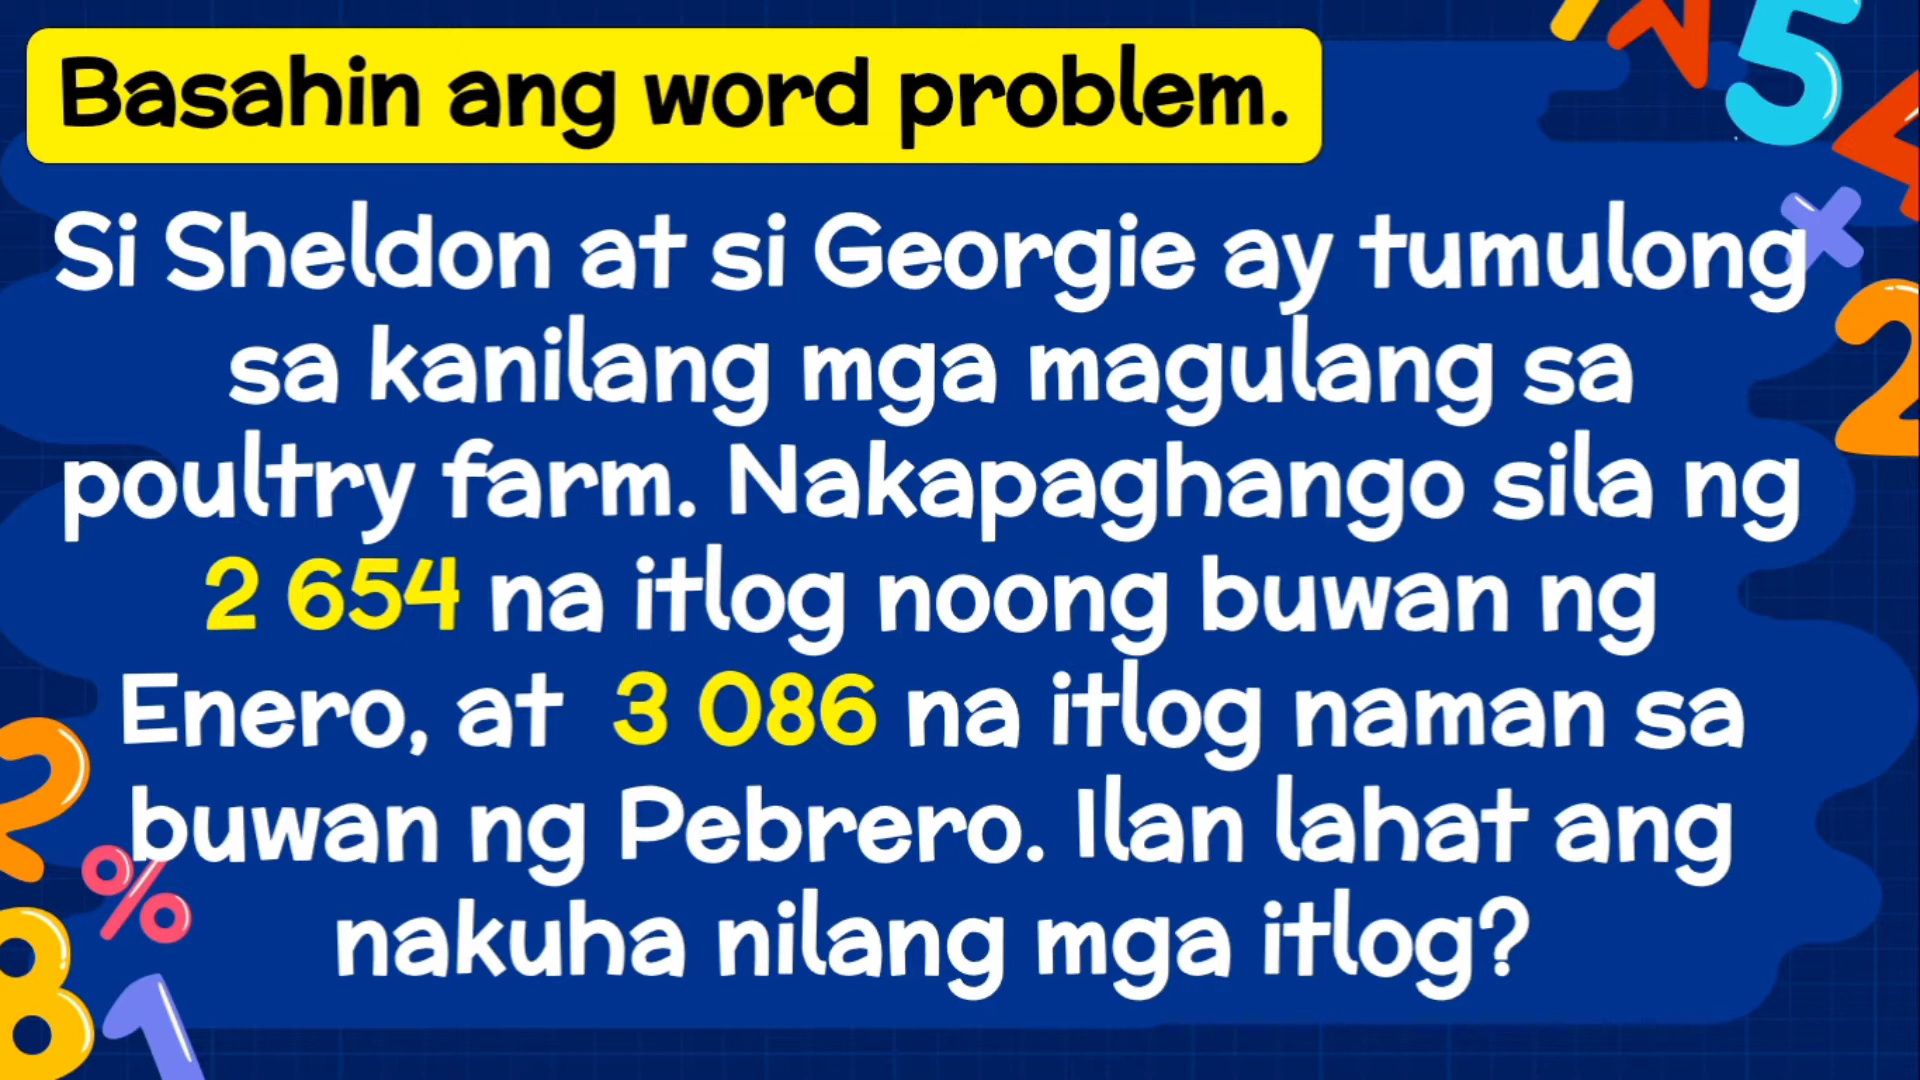 Basahin ang word problem.
Si Sheldon at si Georgie ay tumulong
sa kanilang mga magulang sa
poultry farm. Nakapaghango sila ng
2 654 na itlog noong buwan ng
Enero, at 3 086 na itlog naman sa
buwan ng Pebrero. Ilan lahat ang
nakuha nilang mga itlog?